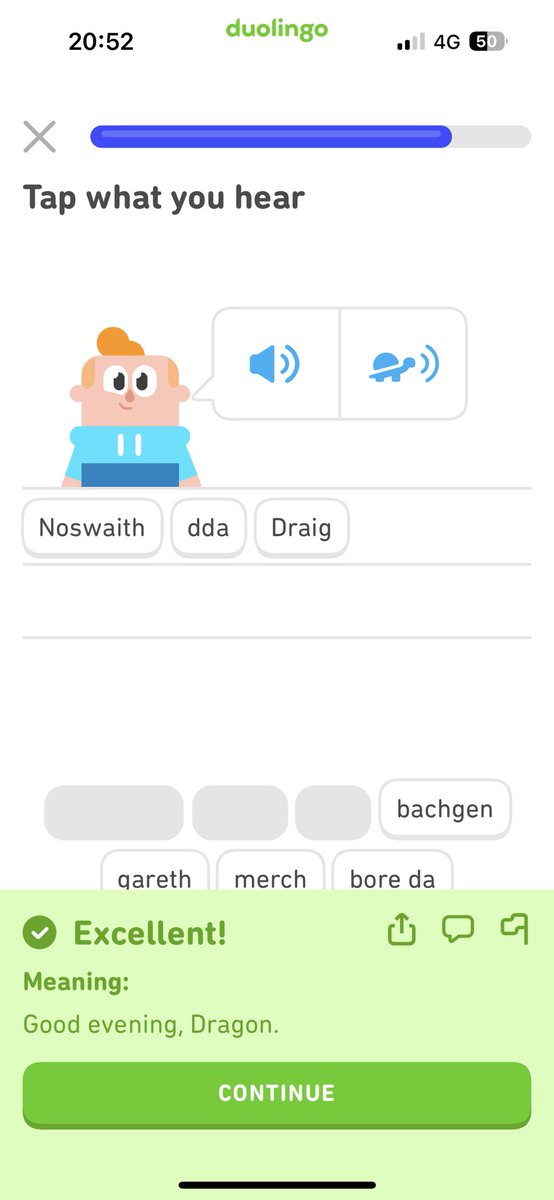 20:52
duolingo
4G
50
Tap what you hear
Noswaith dda Draig
bachgen
gareth merch bore da
Excellent!
Meaning:
Good evening, Dragon.
CONTINUE